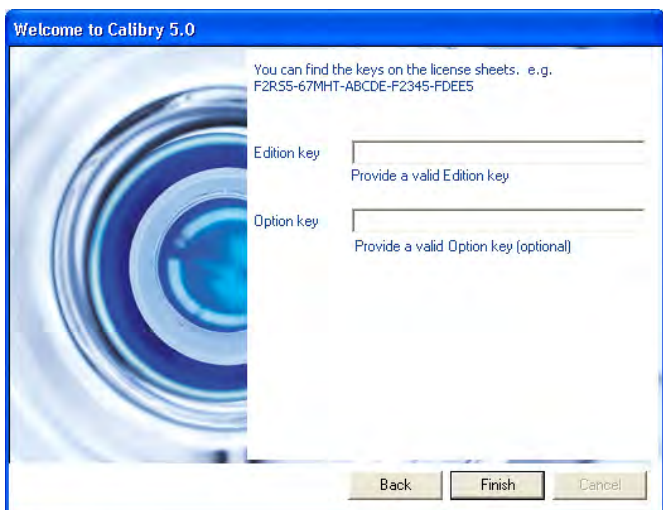 Welcome to Calibry 5.0
You can find the keys on the license sheets. e.g.
F2RS5-67MHT-ABCDE-F2345-FDEE5
Edition key
Provide a valid Edition key
Option key
Provide a valid Option key (optional)
Back Finish Cancel